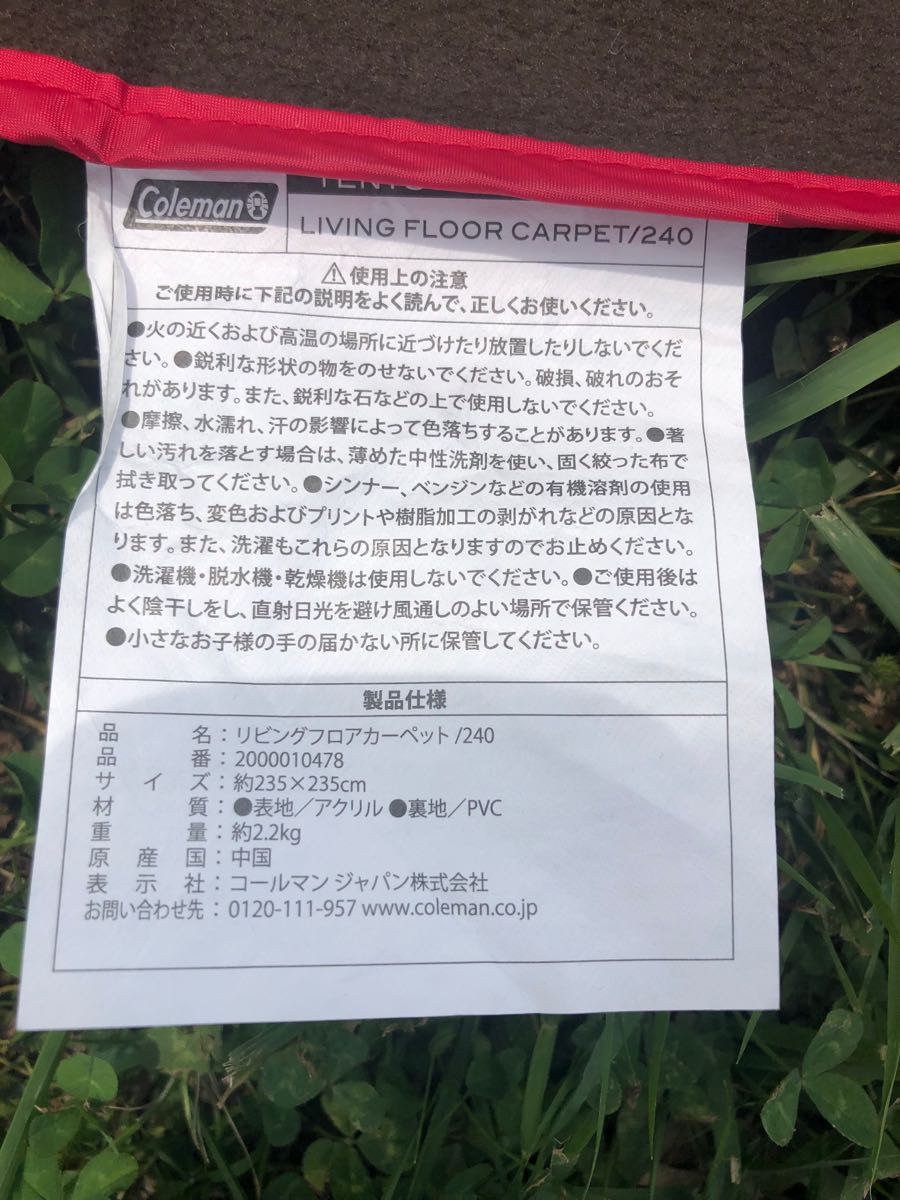 Coleman
LIVING FLOOR CARPET/240
⚠使用上の注意
ご使用時に下記の説明をよく読んで、正しくお使いください。
●火の近くおよび高温の場所に近づけたり放置したりしないでくだ
さい。●鋭利な形状の物をのせないでください。破損、破れのおそ
れがあります。また、鋭利な石などの上で使用しないでください。
●摩擦、水濡れ、汗の影響によって色落ちすることがあります。●著
しい汚れを落とす場合は、薄めた中性洗剤を使い、固く絞った布で
拭き取ってください。●シンナー、ベンジンなどの有機溶剤の使用
は色落ち、変色およびプリントや樹脂加工の剥がれなどの原因とな
ります。また、洗濯もこれらの原因となりますのでお止めください。
●洗濯機・脱水機・乾燥機は使用しないでください。●ご使用後は
よく陰干しをし、直射日光を避け風通しのよい場所で保管ください。
●小さなお子様の手の届かない所に保管してください。
製品仕様
品名：リビングフロアカーペット/240
品番：2000010478
サイズ：約235×235cm
材質：●表地／アクリル ●裏地／PVC
重量：約2.2kg
原産国：中国
表示社：コールマン ジャパン株式会社
お問い合わせ先：0120-111-957 www.coleman.co.jp